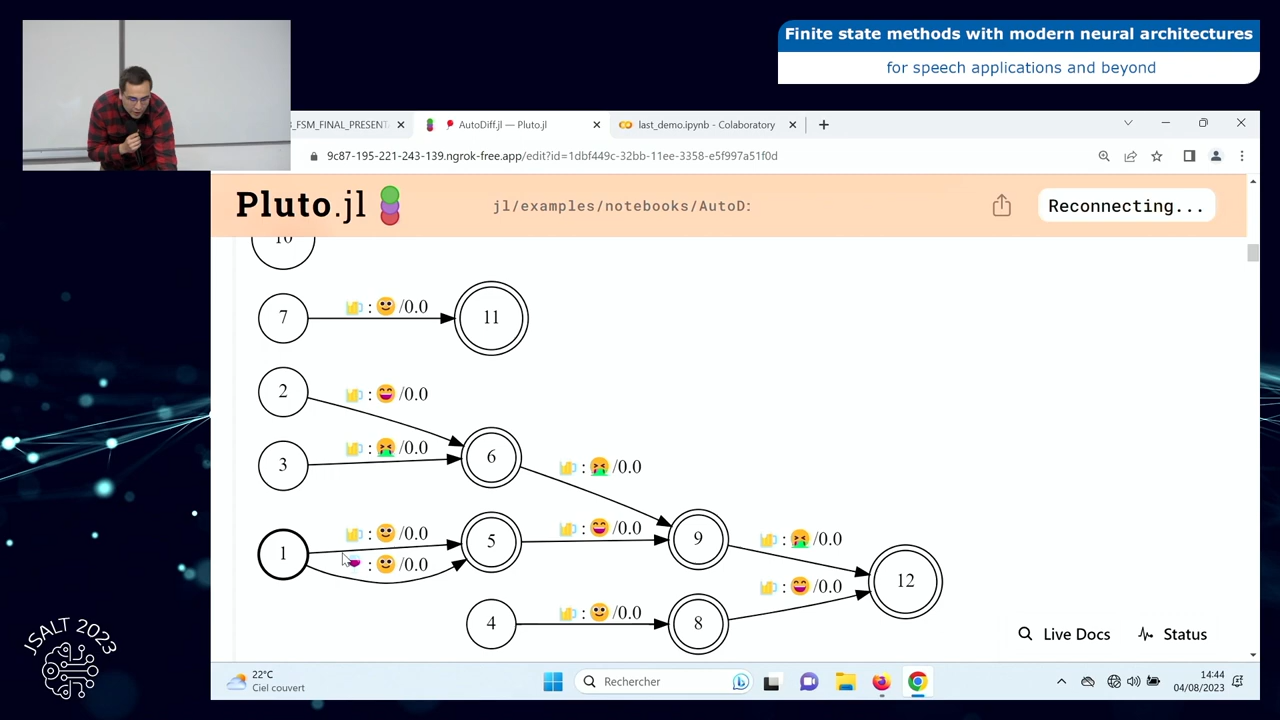 Finite state methods with modern neural architectures
for speech applications and beyond
B_FSM_FINAL_PRESENT
AutoDiff.jl — Pluto.jl
last_demo.ipynb - Colaboratory
9c87-195-221-243-139.ngrok-free.app/edit?id=1dbf449c-32bb-11ee-3358-e5f997a51f0d
Pluto.jl
jl/examples/notebooks/AutoD:
Reconnecting...
10
7
🍺:🙂/0.0
11
2
🍺:😄/0.0
3
🍺:🤮/0.0
6
🍺:🤮/0.0
1
🍺:🙂/0.0
🍷:🙂/0.0
5
🍺:😄/0.0
9
🍺:🤮/0.0
🍺:😄/0.0
12
4
🍺:🙂/0.0
8
Live Docs
Status
JSALT 2023
22°C
Ciel couvert
Rechercher
14:44
04/08/2023